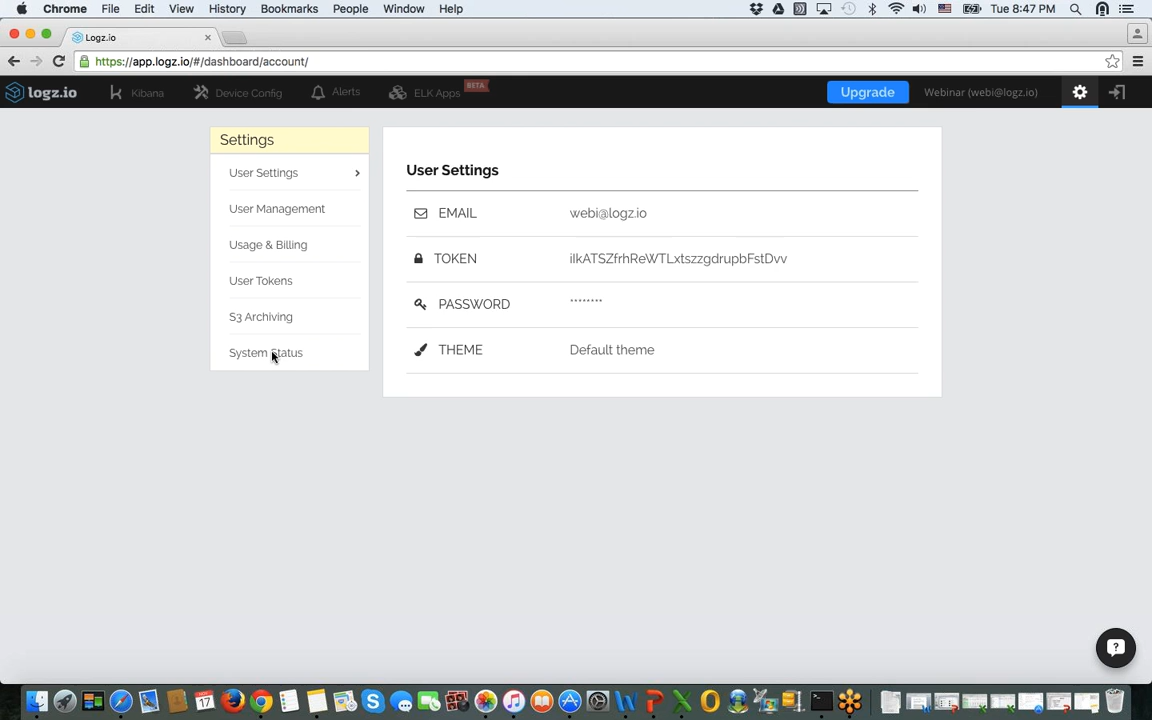 Chrome File Edit View History Bookmarks People Window Help Tue 8:47 PM
Logz.io
https://app.logz.io/#/dashboard/account/
logz.io Kibana Device Config Alerts ELK Apps BETA Upgrade Webinar (webi@logz.io)
Settings
User Settings
User Management
Usage & Billing
User Tokens
S3 Archiving
System Status
User Settings
EMAIL webi@logz.io
TOKEN ilkATSZfrhReWTLxtszzgdrupbFstDvv
PASSWORD ********
THEME Default theme